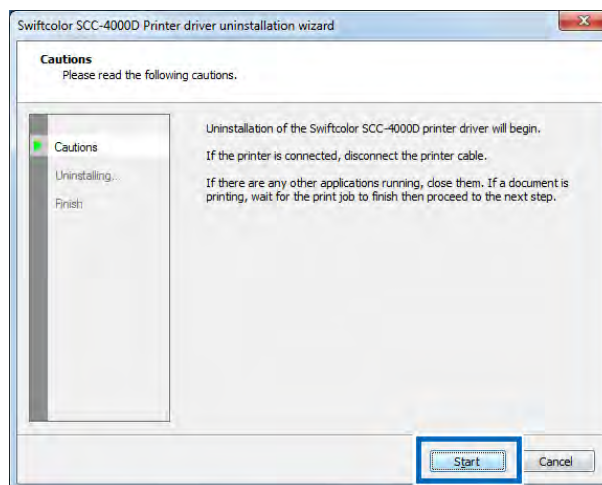 Swiftcolor SCC-4000D Printer driver uninstallation wizard
Cautions
Please read the following cautions.
Cautions
Uninstalling...
Finish
Uninstallation of the Swiftcolor SCC-4000D printer driver will begin.
If the printer is connected, disconnect the printer cable.
If there are any other applications running, close them. If a document is
printing, wait for the print job to finish then proceed to the next step.
Start
Cancel